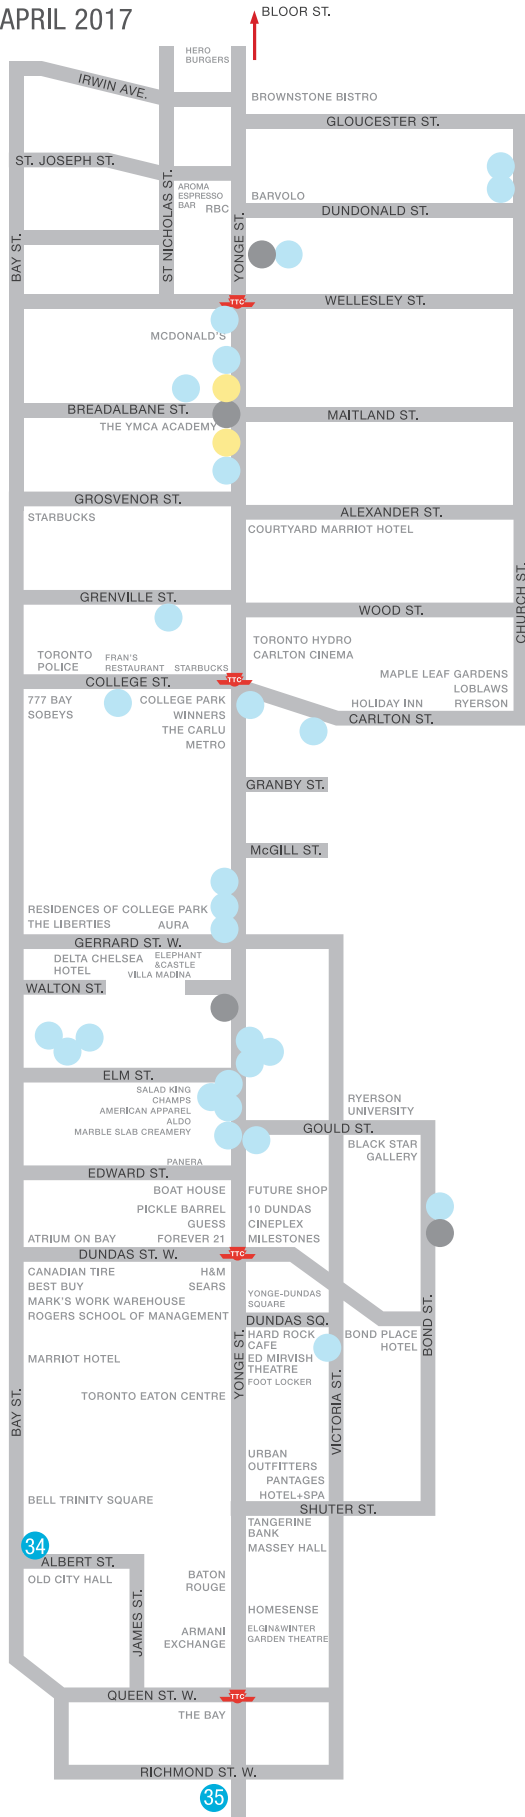 APRIL 2017
BLOOR ST.
HERO
BURGERS
IRWIN AVE.
BROWNSTONE BISTRO
GLOUCESTER ST.
ST. JOSEPH ST.
ST NICHOLAS ST.
AROMA
ESPRESSO
BAR
RBC
BARVOLO
DUNDONALD ST.
BAY ST.
YONGE ST.
TTC
WELLESLEY ST.
MCDONALD'S
BREADALBANE ST.
MAITLAND ST.
THE YMCA ACADEMY
GROSVENOR ST.
ALEXANDER ST.
STARBUCKS
COURTYARD MARRIOT HOTEL
GRENVILLE ST.
WOOD ST.
CHURCH ST.
TORONTO HYDRO
CARLTON CINEMA
TORONTO
POLICE
FRAN'S
RESTAURANT
STARBUCKS
MAPLE LEAF GARDENS
LOBLAWS
RYERSON
COLLEGE ST.
TTC
HOLIDAY INN
CARLTON ST.
777 BAY
SOBEYS
COLLEGE PARK
WINNERS
THE CARLU
METRO
GRANBY ST.
McGILL ST.
RESIDENCES OF COLLEGE PARK
THE LIBERTIES
AURA
GERRARD ST. W.
DELTA CHELSEA
HOTEL
ELEPHANT
&CASTLE
VILLA MADINA
WALTON ST.
ELM ST.
SALAD KING
CHAMPS
AMERICAN APPAREL
ALDO
MARBLE SLAB CREAMERY
RYERSON
UNIVERSITY
GOULD ST.
BLACK STAR
GALLERY
PANERA
EDWARD ST.
BOAT HOUSE
FUTURE SHOP
PICKLE BARREL
10 DUNDAS
GUESS
CINEPLEX
ATRIUM ON BAY
FOREVER 21
MILESTONES
DUNDAS ST. W.
TTC
CANADIAN TIRE
H&M
BEST BUY
SEARS
MARK'S WORK WAREHOUSE
ROGERS SCHOOL OF MANAGEMENT
YONGE-DUNDAS
SQUARE
DUNDAS SQ.
BOND ST.
HARD ROCK
CAFE
ED MIRVISH
THEATRE
FOOT LOCKER
BOND PLACE
HOTEL
MARRIOT HOTEL
YONGE ST.
VICTORIA ST.
BAY ST.
TORONTO EATON CENTRE
URBAN
OUTFITTERS
PANTAGES
HOTEL+SPA
BELL TRINITY SQUARE
SHUTER ST.
TANGERINE
BANK
MASSEY HALL
34
ALBERT ST.
OLD CITY HALL
BATON
ROUGE
JAMES ST.
HOMESENSE
ARMANI
EXCHANGE
ELGIN&WINTER
GARDEN THEATRE
QUEEN ST. W.
TTC
THE BAY
RICHMOND ST. W.
35